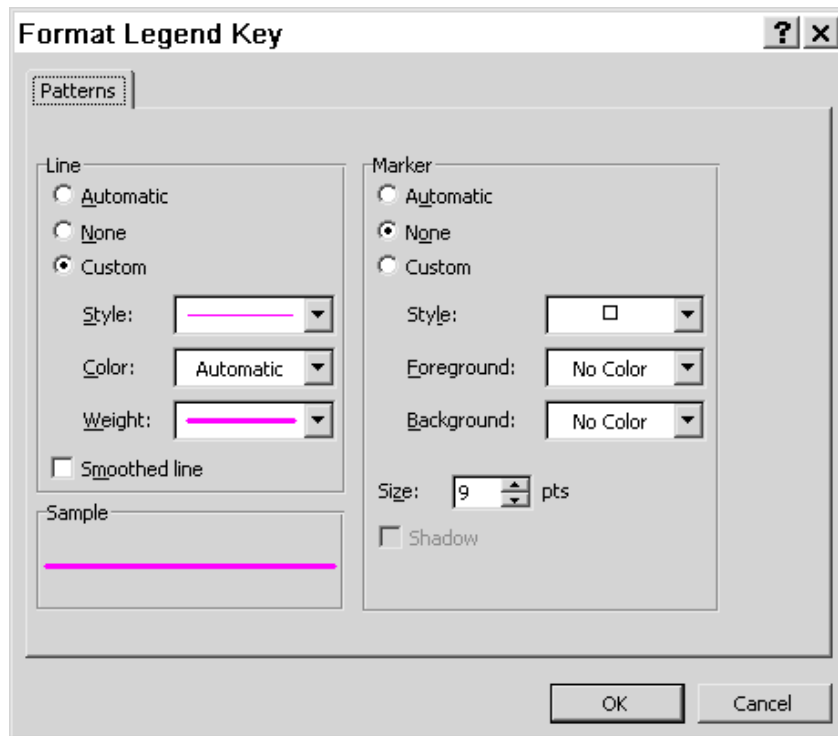 Format Legend Key
Patterns
Line
Automatic
None
Custom
Style:
Color: Automatic
Weight:
Smoothed line
Sample
Marker
Automatic
None
Custom
Style:
Foreground: No Color
Background: No Color
Size: 9 pts
Shadow
OK Cancel